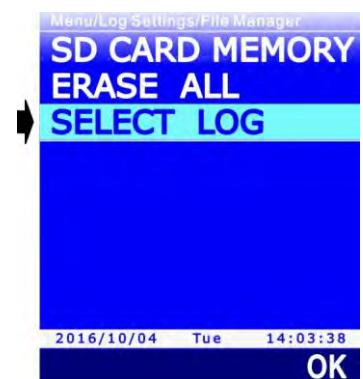 Menu/Log Settings/File Manager
SD CARD MEMORY
ERASE ALL
SELECT LOG
2016/10/04 Tue 14:03:38
OK